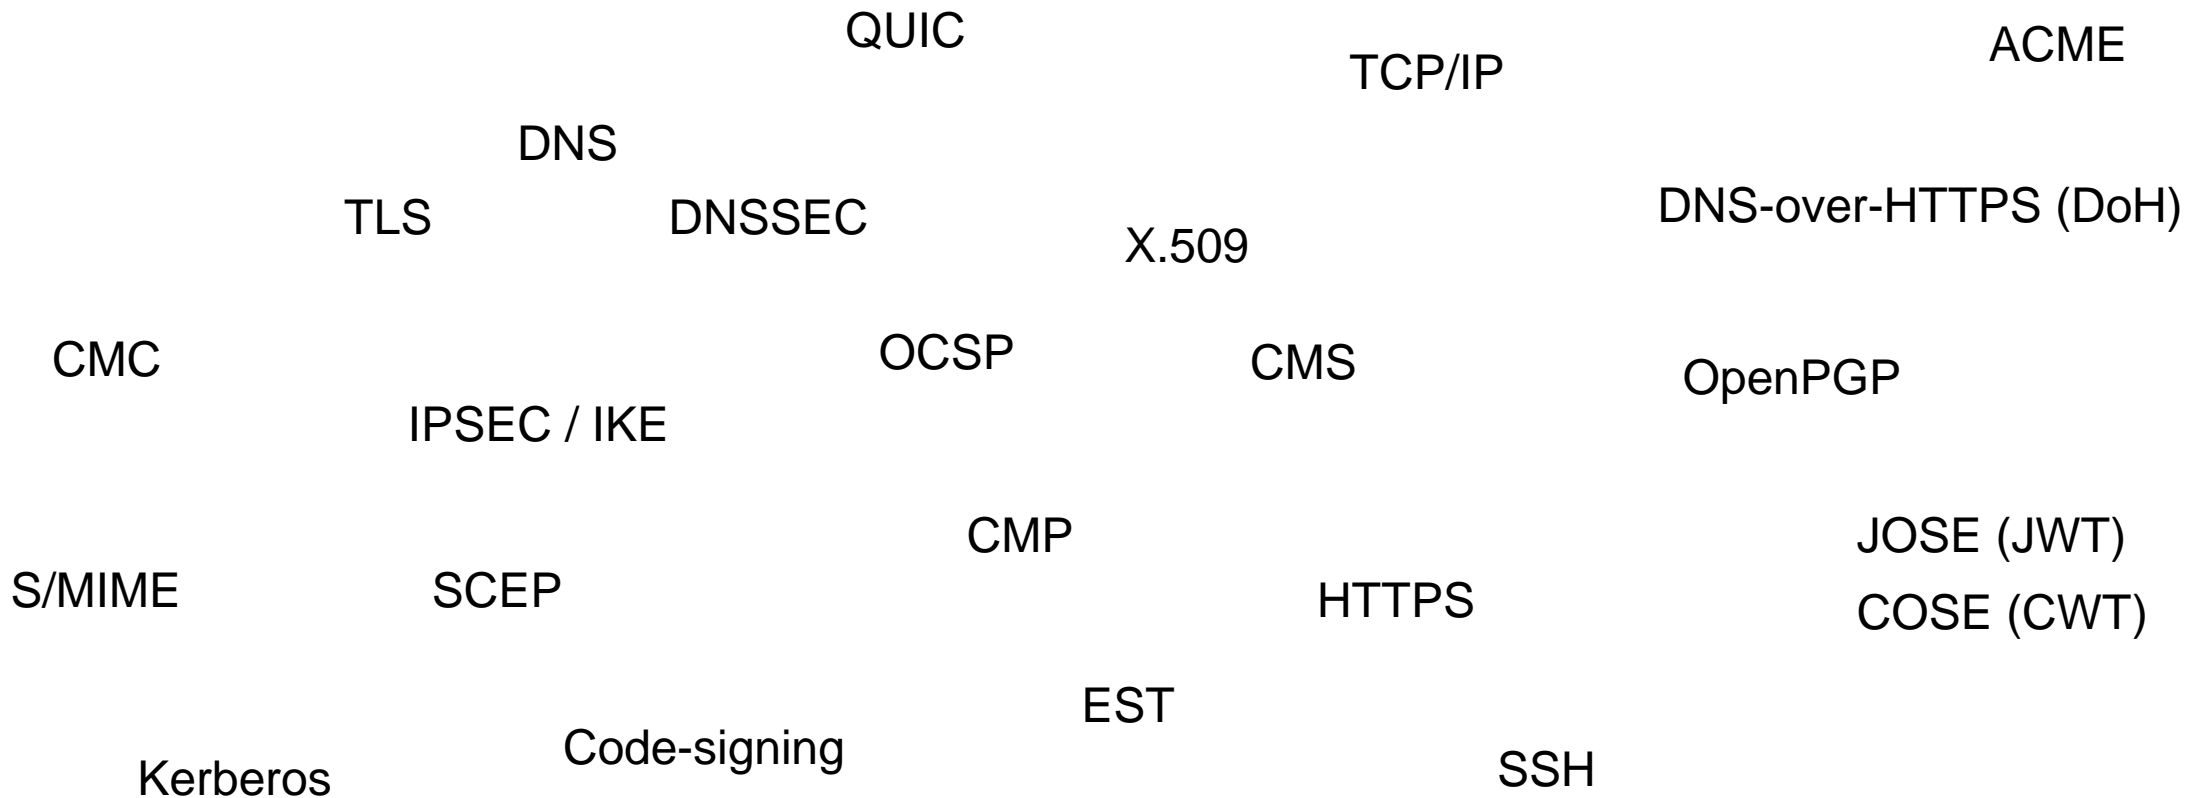 QUIC
ACME
TCP/IP
DNS
TLS
DNSSEC
DNS-over-HTTPS (DoH)
X.509
CMC
OCSP
CMS
OpenPGP
IPSEC / IKE
CMP
JOSE (JWT)
S/MIME
SCEP
HTTPS
COSE (CWT)
EST
Code-signing
Kerberos
SSH